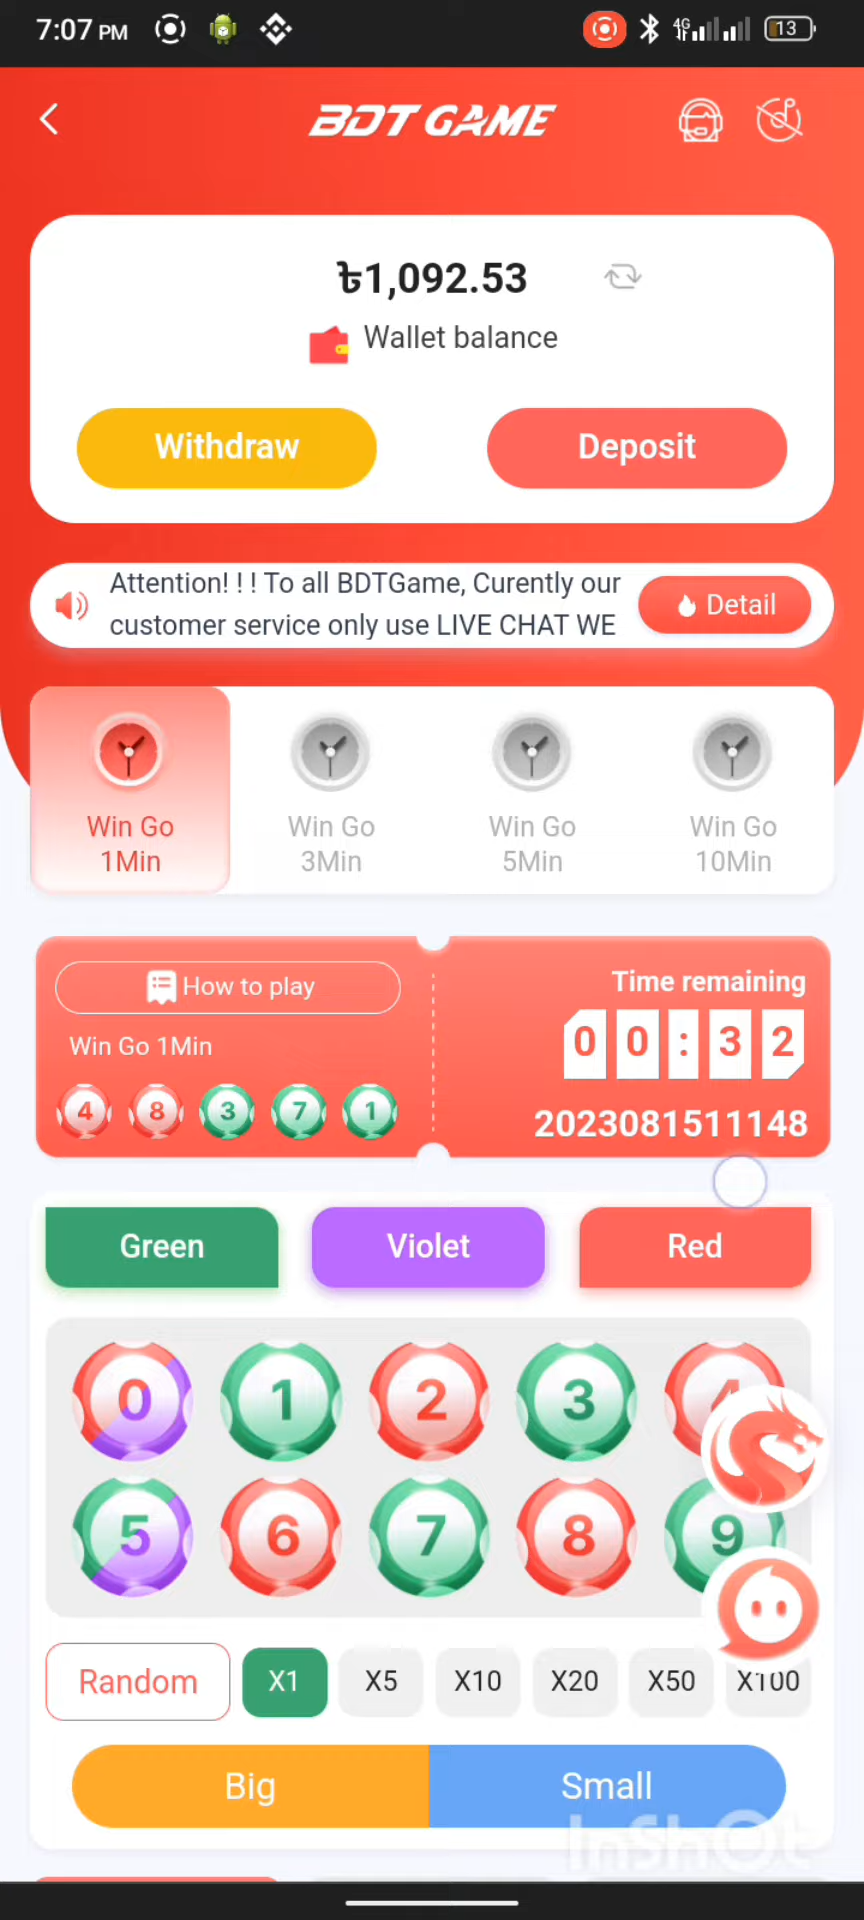 7:07 PM
4G
13
BDT GAME
৳1,092.53
Wallet balance
Withdraw
Deposit
Attention! ! ! To all BDTGame, Curently our
customer service only use LIVE CHAT WE
Detail
Win Go
1Min
Win Go
3Min
Win Go
5Min
Win Go
10Min
How to play
Win Go 1Min
4 8 3 7 1
Time remaining
0 0 : 3 2
2023081511148
Green
Violet
Red
0 1 2 3 4
5 6 7 8 9
Random
X1
X5
X10
X20
X50
X100
Big
Small
InShOt